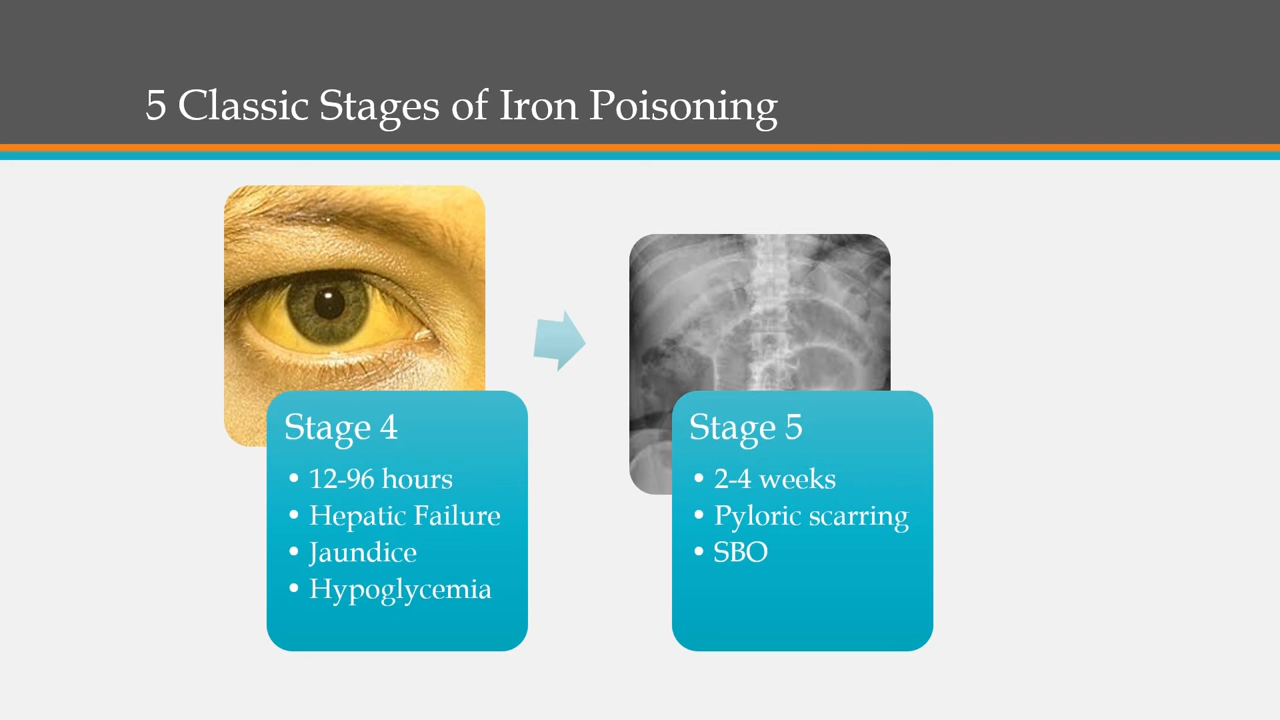 5 Classic Stages of Iron Poisoning
Stage 4
• 12-96 hours
• Hepatic Failure
• Jaundice
• Hypoglycemia
Stage 5
• 2-4 weeks
• Pyloric scarring
• SBO